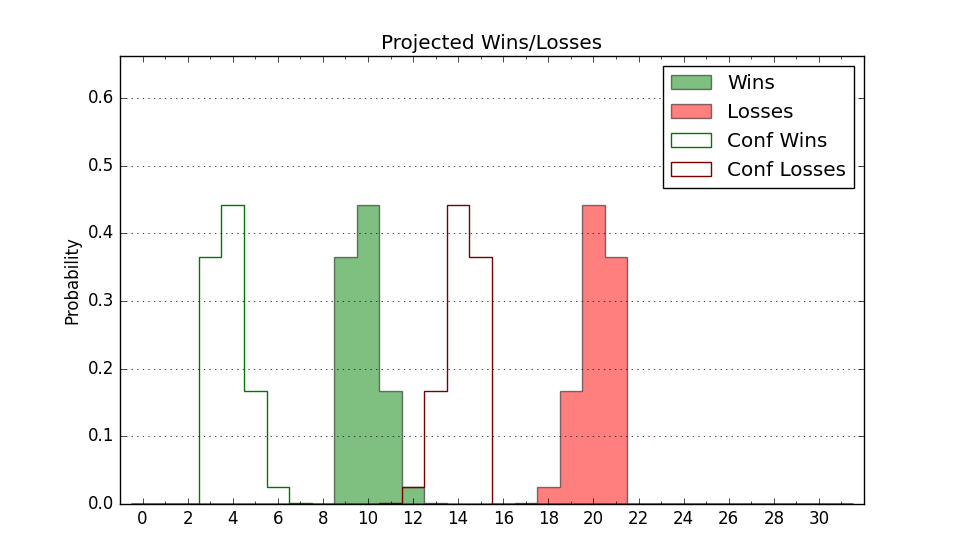 Projected Wins/Losses
Wins
Losses
Conf Wins
Conf Losses
Probability
0.6
0.5
0.4
0.3
0.2
0.1
0.0
0 2 4 6 8 10 12 14 16 18 20 22 24 26 28 30